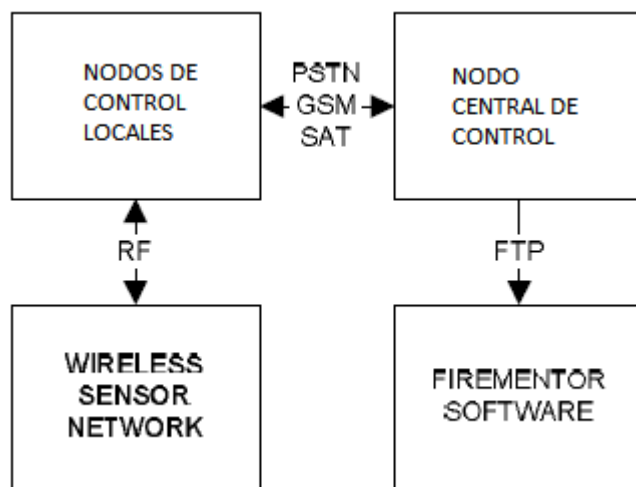 NODOS DE
CONTROL
LOCALES
PSTN
GSM
SAT
NODO
CENTRAL DE
CONTROL
RF
FTP
WIRELESS
SENSOR
NETWORK
FIREMENTOR
SOFTWARE